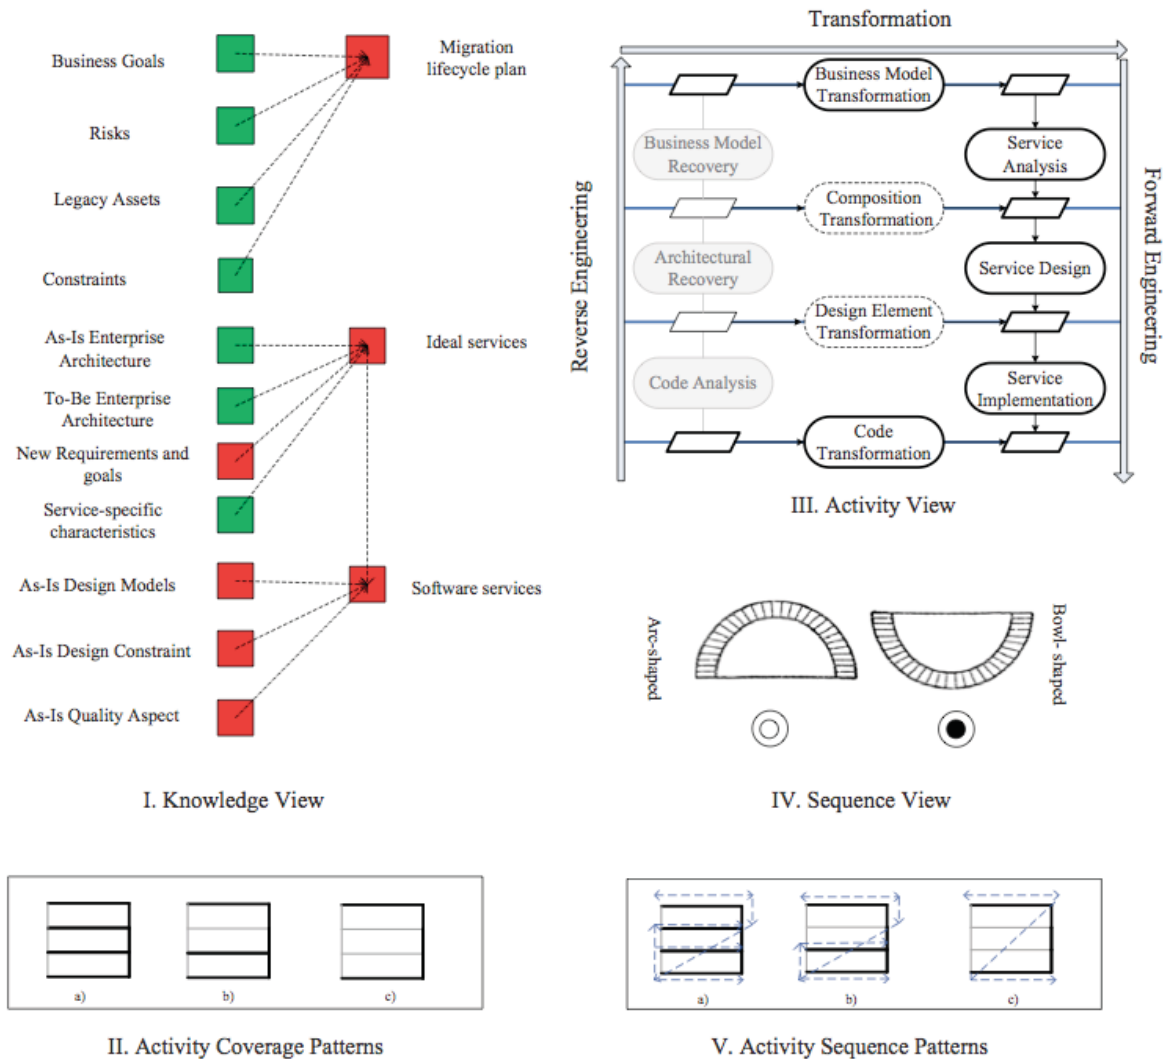 Business Goals
Risks
Legacy Assets
Constraints
As-Is Enterprise
Architecture
To-Be Enterprise
Architecture
New Requirements and
goals
Service-specific
characteristics
As-Is Design Models
As-Is Design Constraint
As-Is Quality Aspect
Migration
lifecycle plan
Ideal services
Software services
I. Knowledge View
Transformation
Reverse Engineering
Forward Engineering
Business Model
Transformation
Business Model
Recovery
Service
Analysis
Composition
Transformation
Architectural
Recovery
Service Design
Design Element
Transformation
Code Analysis
Service
Implementation
Code
Transformation
III. Activity View
Arc-shaped
Bowl- shaped
IV. Sequence View
a)
b)
c)
II. Activity Coverage Patterns
a)
b)
c)
V. Activity Sequence Patterns